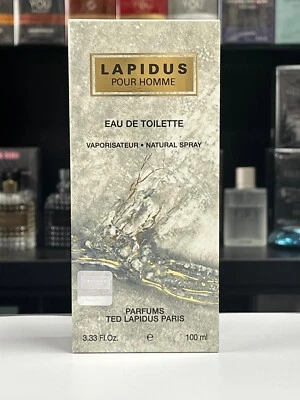 LAPIDUS
POUR HOMME
EAU DE TOILETTE
VAPORISATEUR • NATURAL SPRAY
PARFUMS
TED LAPIDUS PARIS
3.33 Fl.Oz. e 100 ml